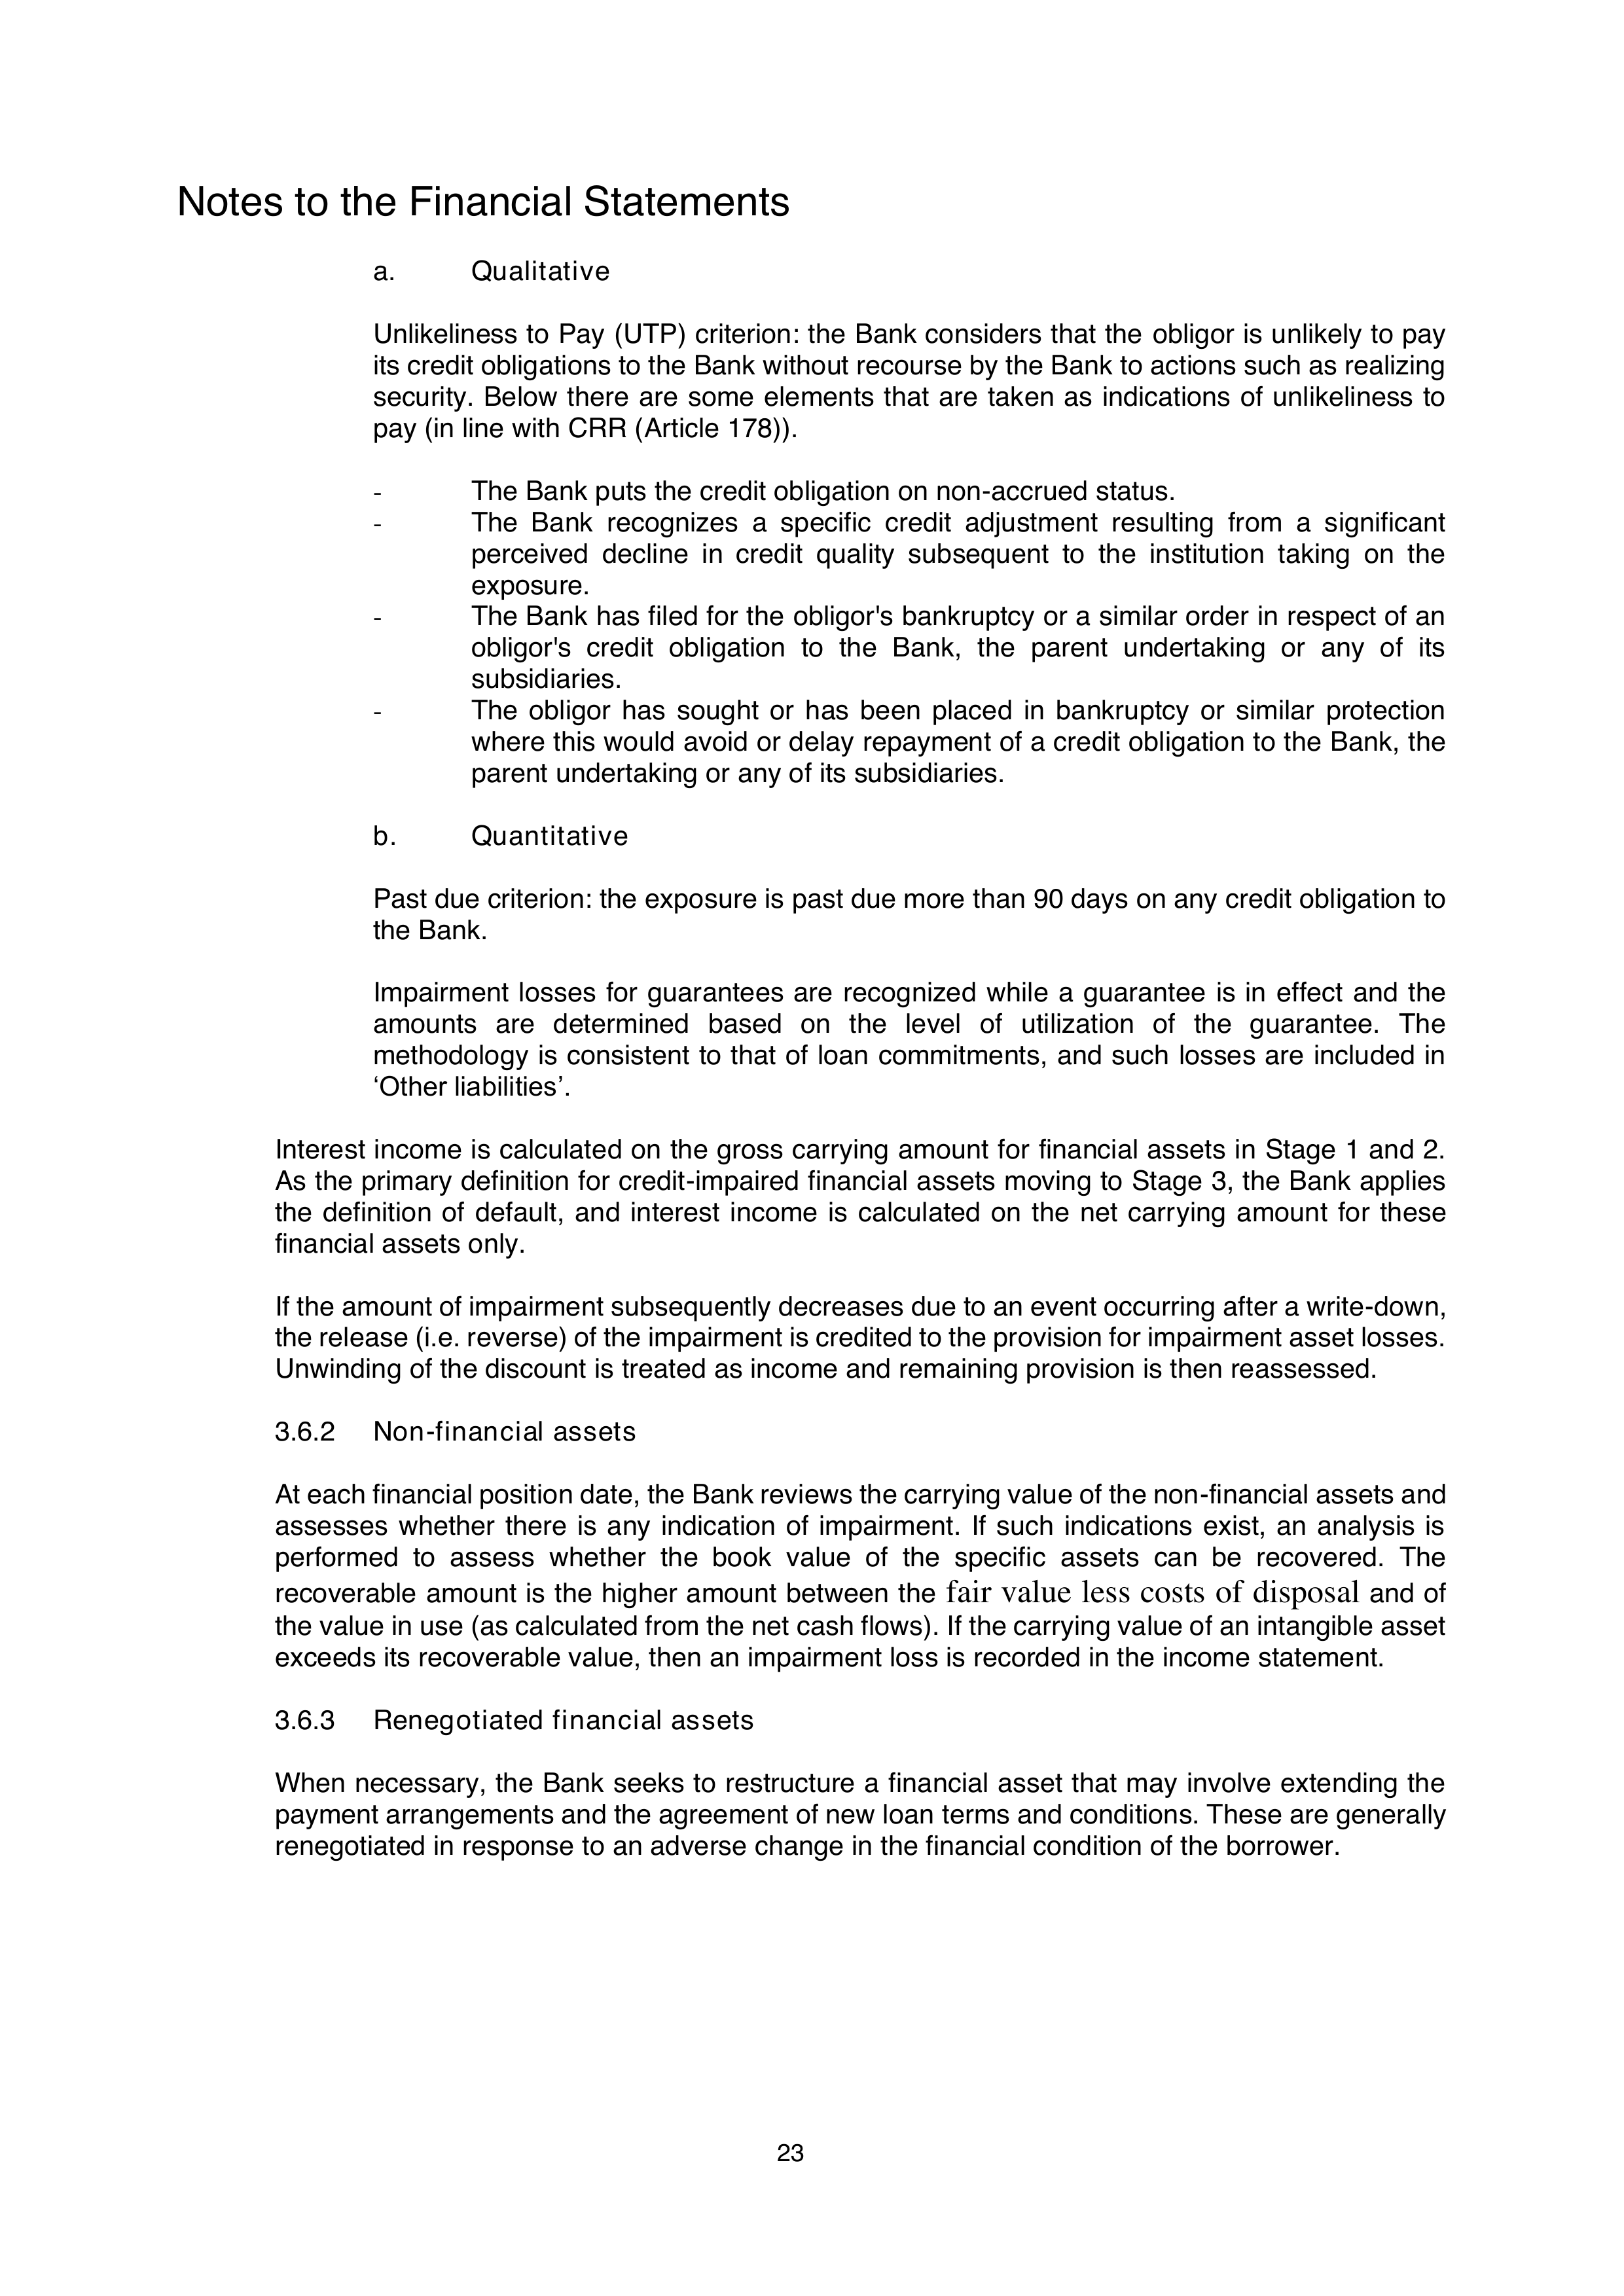 Notes to the Financial Statements
a. Qualitative
Unlikeliness to Pay (UTP) criterion: the Bank considers that the obligor is unlikely to pay
its credit obligations to the Bank without recourse by the Bank to actions such as realizing
security. Below there are some elements that are taken as indications of unlikeliness to
pay (in line with CRR (Article 178)).
- The Bank puts the credit obligation on non-accrued status.
- The Bank recognizes a specific credit adjustment resulting from a significant
perceived decline in credit quality subsequent to the institution taking on the
exposure.
- The Bank has filed for the obligor's bankruptcy or a similar order in respect of an
obligor's credit obligation to the Bank, the parent undertaking or any of its
subsidiaries.
- The obligor has sought or has been placed in bankruptcy or similar protection
where this would avoid or delay repayment of a credit obligation to the Bank, the
parent undertaking or any of its subsidiaries.
b. Quantitative
Past due criterion: the exposure is past due more than 90 days on any credit obligation to
the Bank.
Impairment losses for guarantees are recognized while a guarantee is in effect and the
amounts are determined based on the level of utilization of the guarantee. The
methodology is consistent to that of loan commitments, and such losses are included in
‘Other liabilities’.
Interest income is calculated on the gross carrying amount for financial assets in Stage 1 and 2.
As the primary definition for credit-impaired financial assets moving to Stage 3, the Bank applies
the definition of default, and interest income is calculated on the net carrying amount for these
financial assets only.
If the amount of impairment subsequently decreases due to an event occurring after a write-down,
the release (i.e. reverse) of the impairment is credited to the provision for impairment asset losses.
Unwinding of the discount is treated as income and remaining provision is then reassessed.
3.6.2 Non-financial assets
At each financial position date, the Bank reviews the carrying value of the non-financial assets and
assesses whether there is any indication of impairment. If such indications exist, an analysis is
performed to assess whether the book value of the specific assets can be recovered. The
recoverable amount is the higher amount between the fair value less costs of disposal and of
the value in use (as calculated from the net cash flows). If the carrying value of an intangible asset
exceeds its recoverable value, then an impairment loss is recorded in the income statement.
3.6.3 Renegotiated financial assets
When necessary, the Bank seeks to restructure a financial asset that may involve extending the
payment arrangements and the agreement of new loan terms and conditions. These are generally
renegotiated in response to an adverse change in the financial condition of the borrower.
23